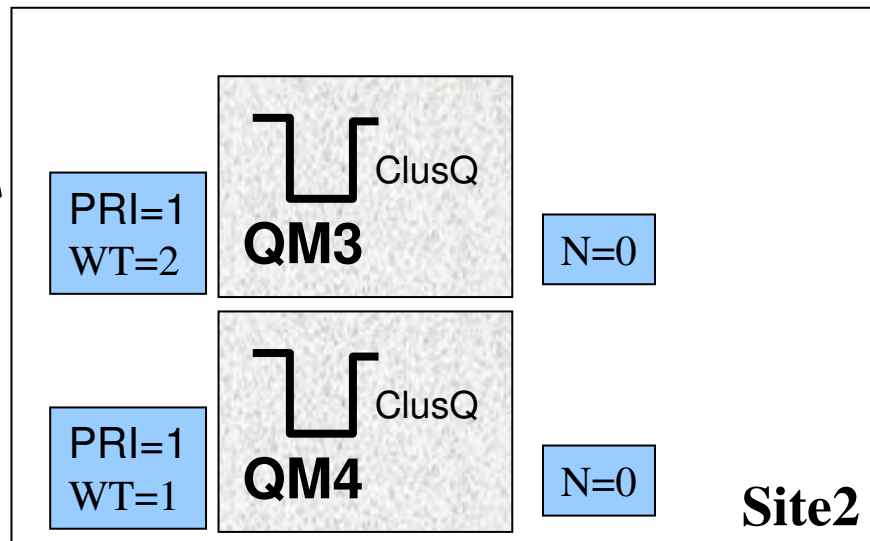 ClusQ
PRI=1
WT=2
QM3
N=0
ClusQ
PRI=1
WT=1
QM4
N=0
Site2